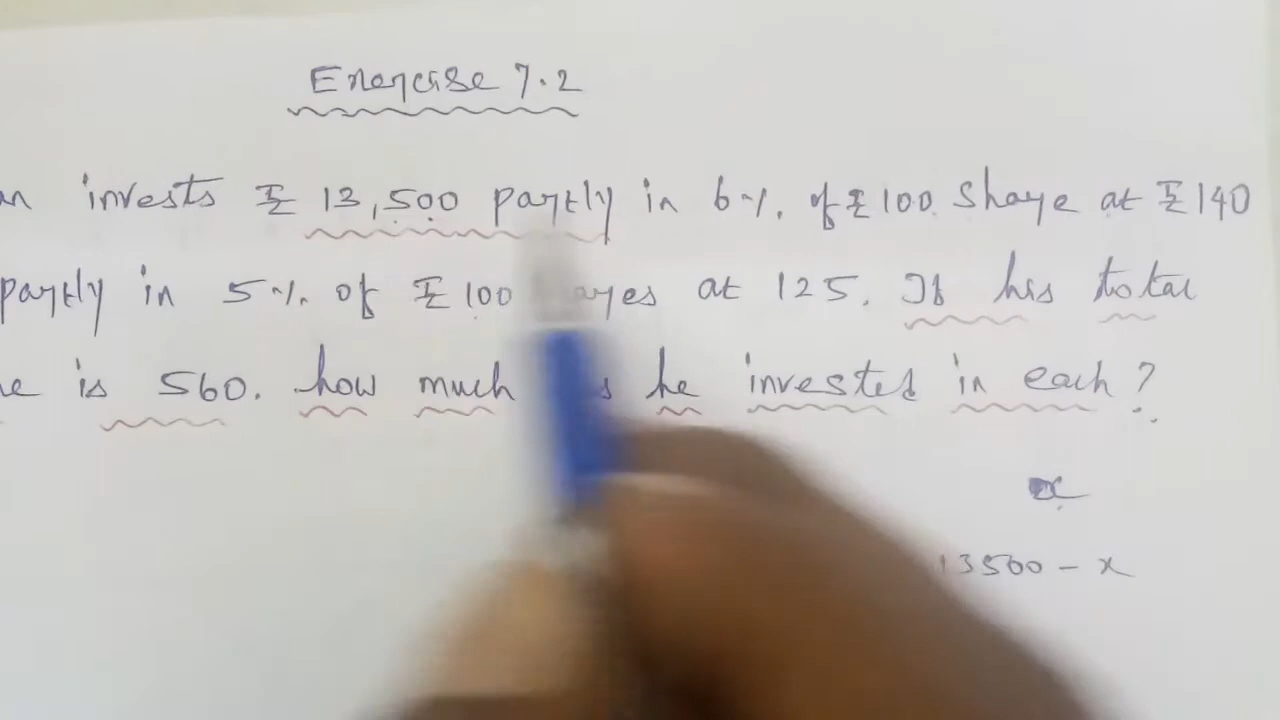 Exercise 7.2
an invests ₹ 13,500 partly in 6%. of ₹100 Share at ₹140
partly in 5%. of ₹100 at 125. If his total
is 560. how much he invested in each?
x
13500 - x